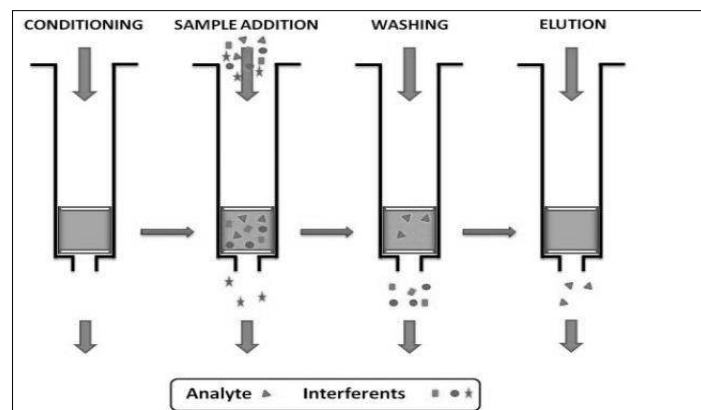 CONDITIONING SAMPLE ADDITION WASHING ELUTION
Analyte Interferents